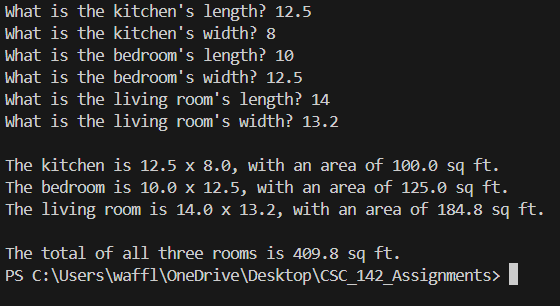 What is the kitchen's length? 12.5
What is the kitchen's width? 8
What is the bedroom's length? 10
What is the bedroom's width? 12.5
What is the living room's length? 14
What is the living room's width? 13.2
The kitchen is 12.5 x 8.0, with an area of 100.0 sq ft.
The bedroom is 10.0 x 12.5, with an area of 125.0 sq ft.
The living room is 14.0 x 13.2, with an area of 184.8 sq ft.
The total of all three rooms is 409.8 sq ft.
PS C:\Users\waffl\OneDrive\Desktop\CSC_142_Assignments>